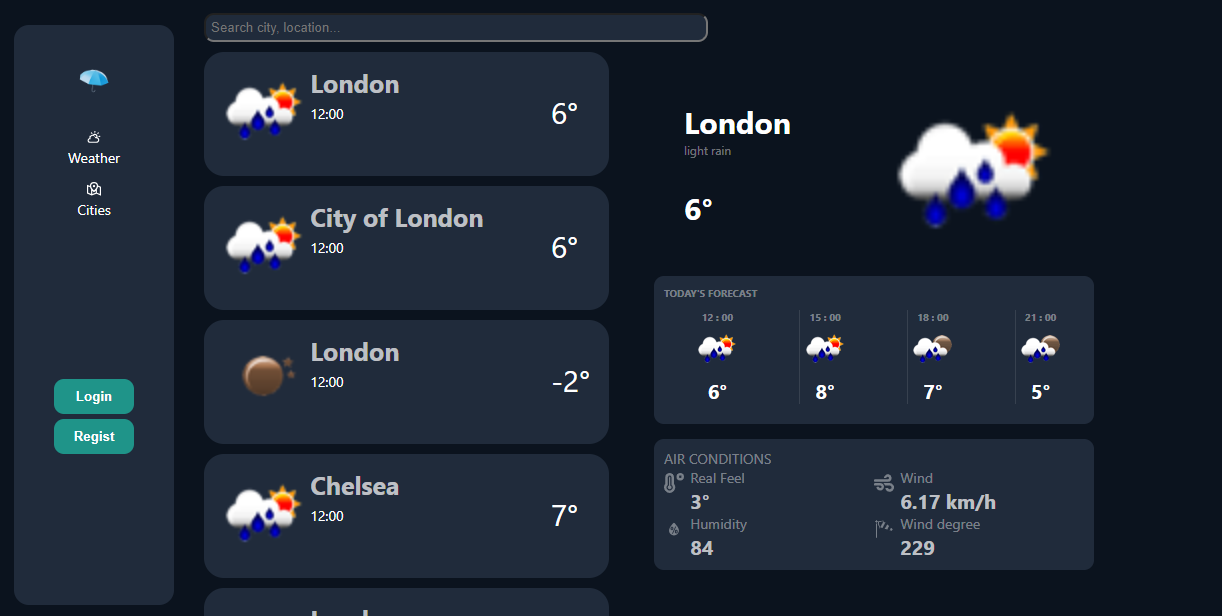 Search city, location...
Weather
Cities
Login
Regist
London
12:00
6°
City of London
12:00
6°
London
12:00
-2°
Chelsea
12:00
7°
London
light rain
6°
TODAY'S FORECAST
12 : 00 15 : 00 18 : 00 21 : 00
6° 8° 7° 5°
AIR CONDITIONS
Real Feel Wind
3° 6.17 km/h
Humidity Wind degree
84 229